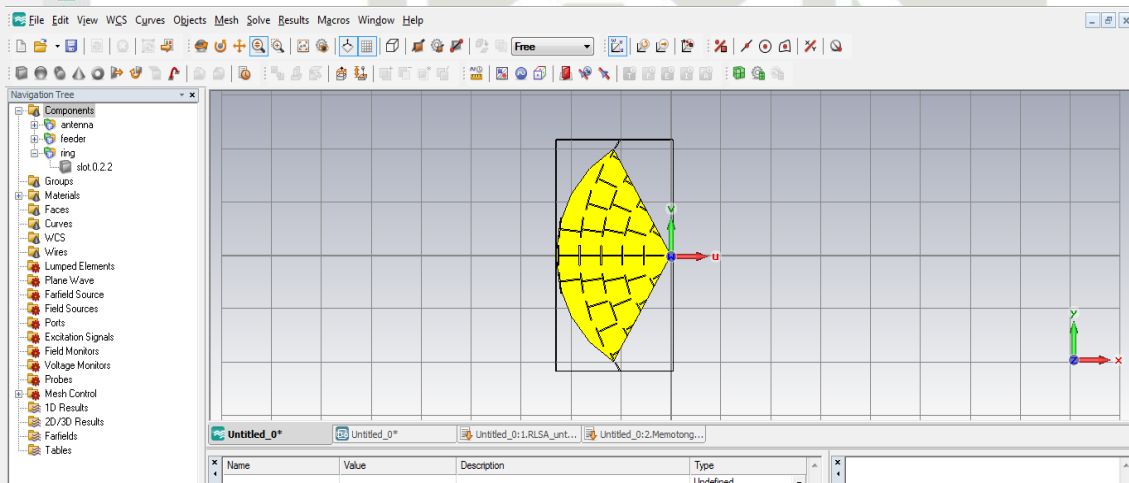 File Edit View WCS Curves Objects Mesh Solve Results Macros Window Help
Free
Navigation Tree
Components
antenna
feeder
ring
slot.0.2.2
Groups
Materials
Faces
Curves
WCS
Wires
Lumped Elements
Plane Wave
Farfield Source
Field Sources
Ports
Excitation Signals
Field Monitors
Voltage Monitors
Probes
Mesh Control
1D Results
2D/3D Results
Farfields
Tables
v
u
y
z
x
Untitled_0* Untitled_0* Untitled_0:1.RLSA_unt... Untitled_0:2.Memotong...
Name Value Description Type
Undefined